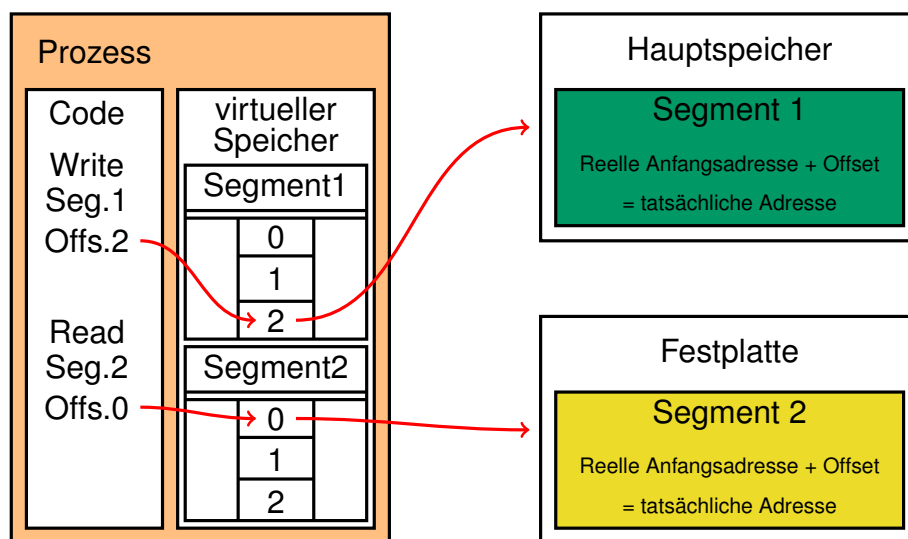 Prozess
Code
Write
Seg.1
Offs.2
Read
Seg.2
Offs.0
virtueller
Speicher
Segment1
0
1
2
Segment2
0
1
2
Hauptspeicher
Segment 1
Reelle Anfangsadresse + Offset
= tatsächliche Adresse
Festplatte
Segment 2
Reelle Anfangsadresse + Offset
= tatsächliche Adresse